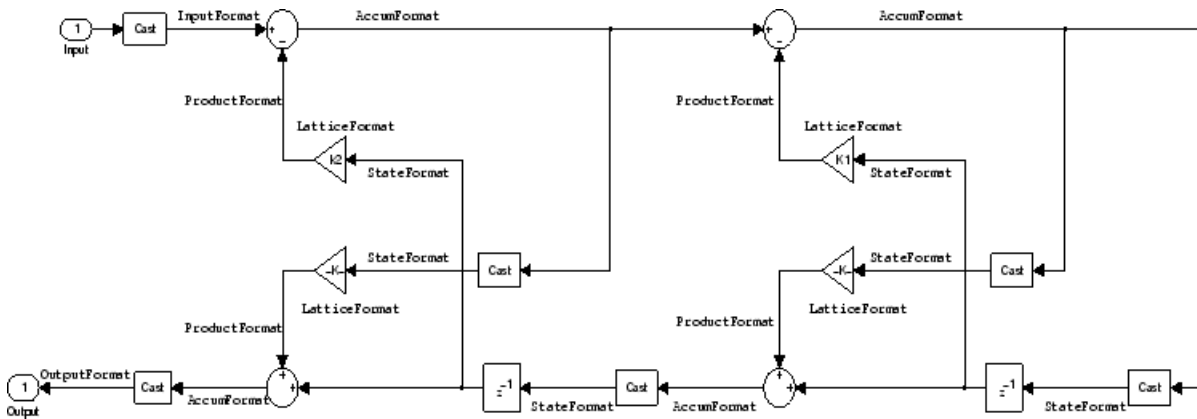 InputFormat
AccumFormat
AccumFormat
1
Cast
+
-
+
-
Input
ProductFormat
ProductFormat
LatticeFormat
LatticeFormat
k2
K1
StateFormat
StateFormat
StateFormat
StateFormat
-K-
Cast
-K-
Cast
LatticeFormat
LatticeFormat
ProductFormat
ProductFormat
OutputFormat
1
Cast
+
+
z-1
Cast
+
+
z-1
Cast
Output
AccumFormat
StateFormat
AccumFormat
StateFormat